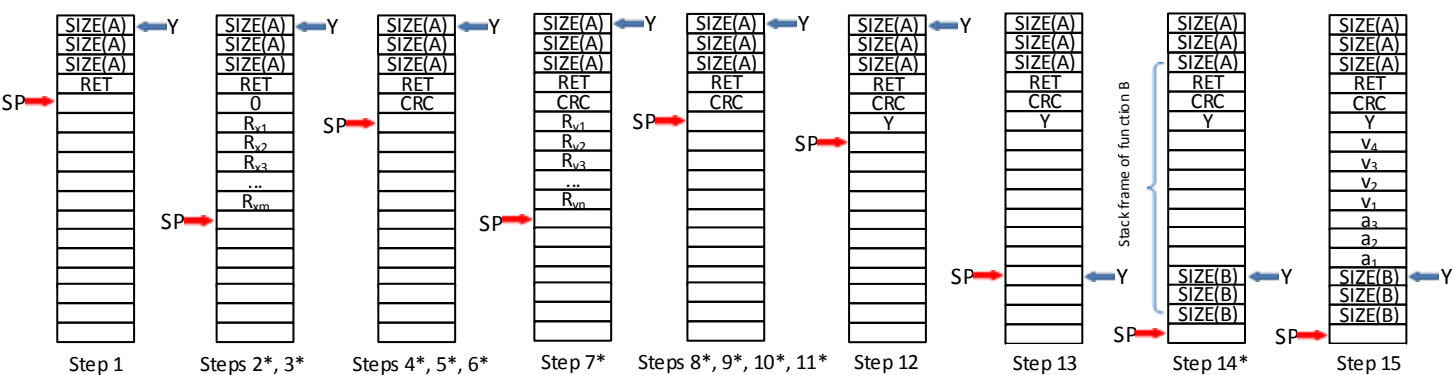 SIZE(A)
SIZE(A)
SIZE(A)
RET
Y
SP
Step 1
SIZE(A)
SIZE(A)
SIZE(A)
RET
0
Rx1
Rx2
Rx3
...
Rxm
Y
SP
Steps 2*, 3*
SIZE(A)
SIZE(A)
SIZE(A)
RET
CRC
Y
SP
Steps 4*, 5*, 6*
SIZE(A)
SIZE(A)
SIZE(A)
RET
CRC
Rv1
Rv2
Rv3
...
Rvn
Y
SP
Step 7*
SIZE(A)
SIZE(A)
SIZE(A)
RET
CRC
Y
SP
Steps 8*, 9*, 10*, 11*
SIZE(A)
SIZE(A)
SIZE(A)
RET
CRC
Y
Y
SP
Step 12
SIZE(A)
SIZE(A)
SIZE(A)
RET
CRC
Y
Y
SP
Step 13
Stack frame of function B
SIZE(A)
SIZE(A)
SIZE(A)
RET
CRC
Y
SIZE(B)
SIZE(B)
SIZE(B)
Y
SP
Step 14*
SIZE(A)
SIZE(A)
SIZE(A)
RET
CRC
Y
v4
v3
v2
v1
a3
a2
a1
SIZE(B)
SIZE(B)
SIZE(B)
Y
SP
Step 15